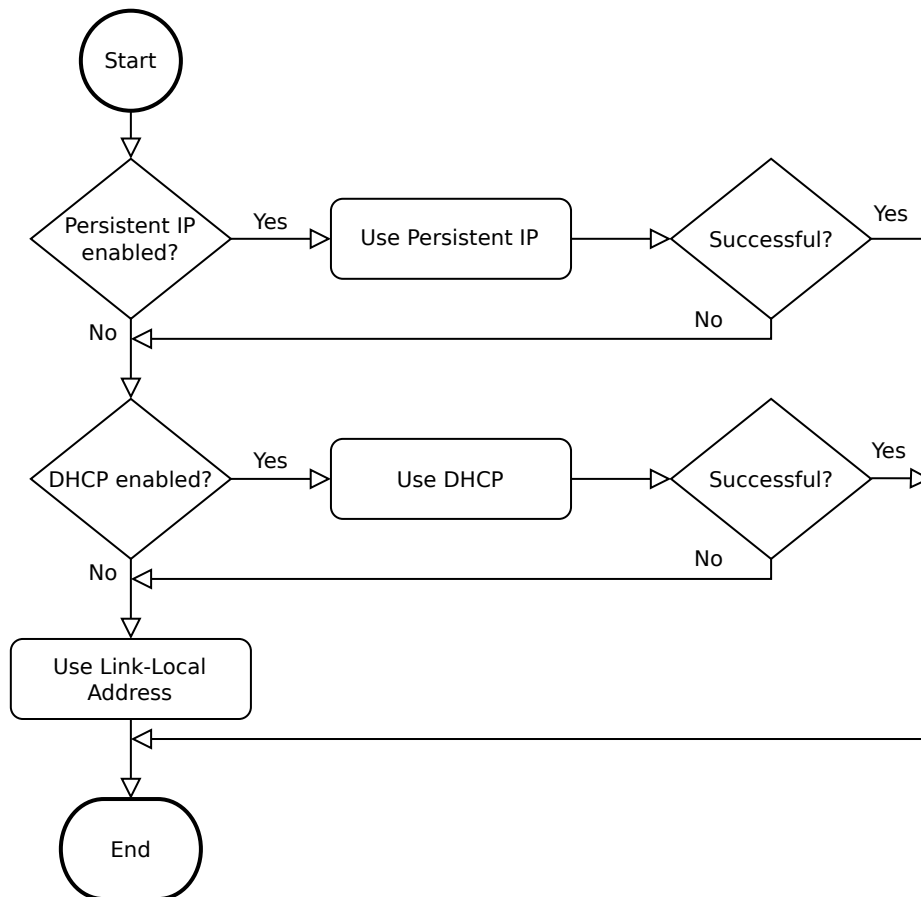 Start
Persistent IP
enabled?
Yes
Use Persistent IP
Successful?
Yes
No
No
DHCP enabled?
Yes
Use DHCP
Successful?
Yes
No
No
Use Link-Local
Address
End